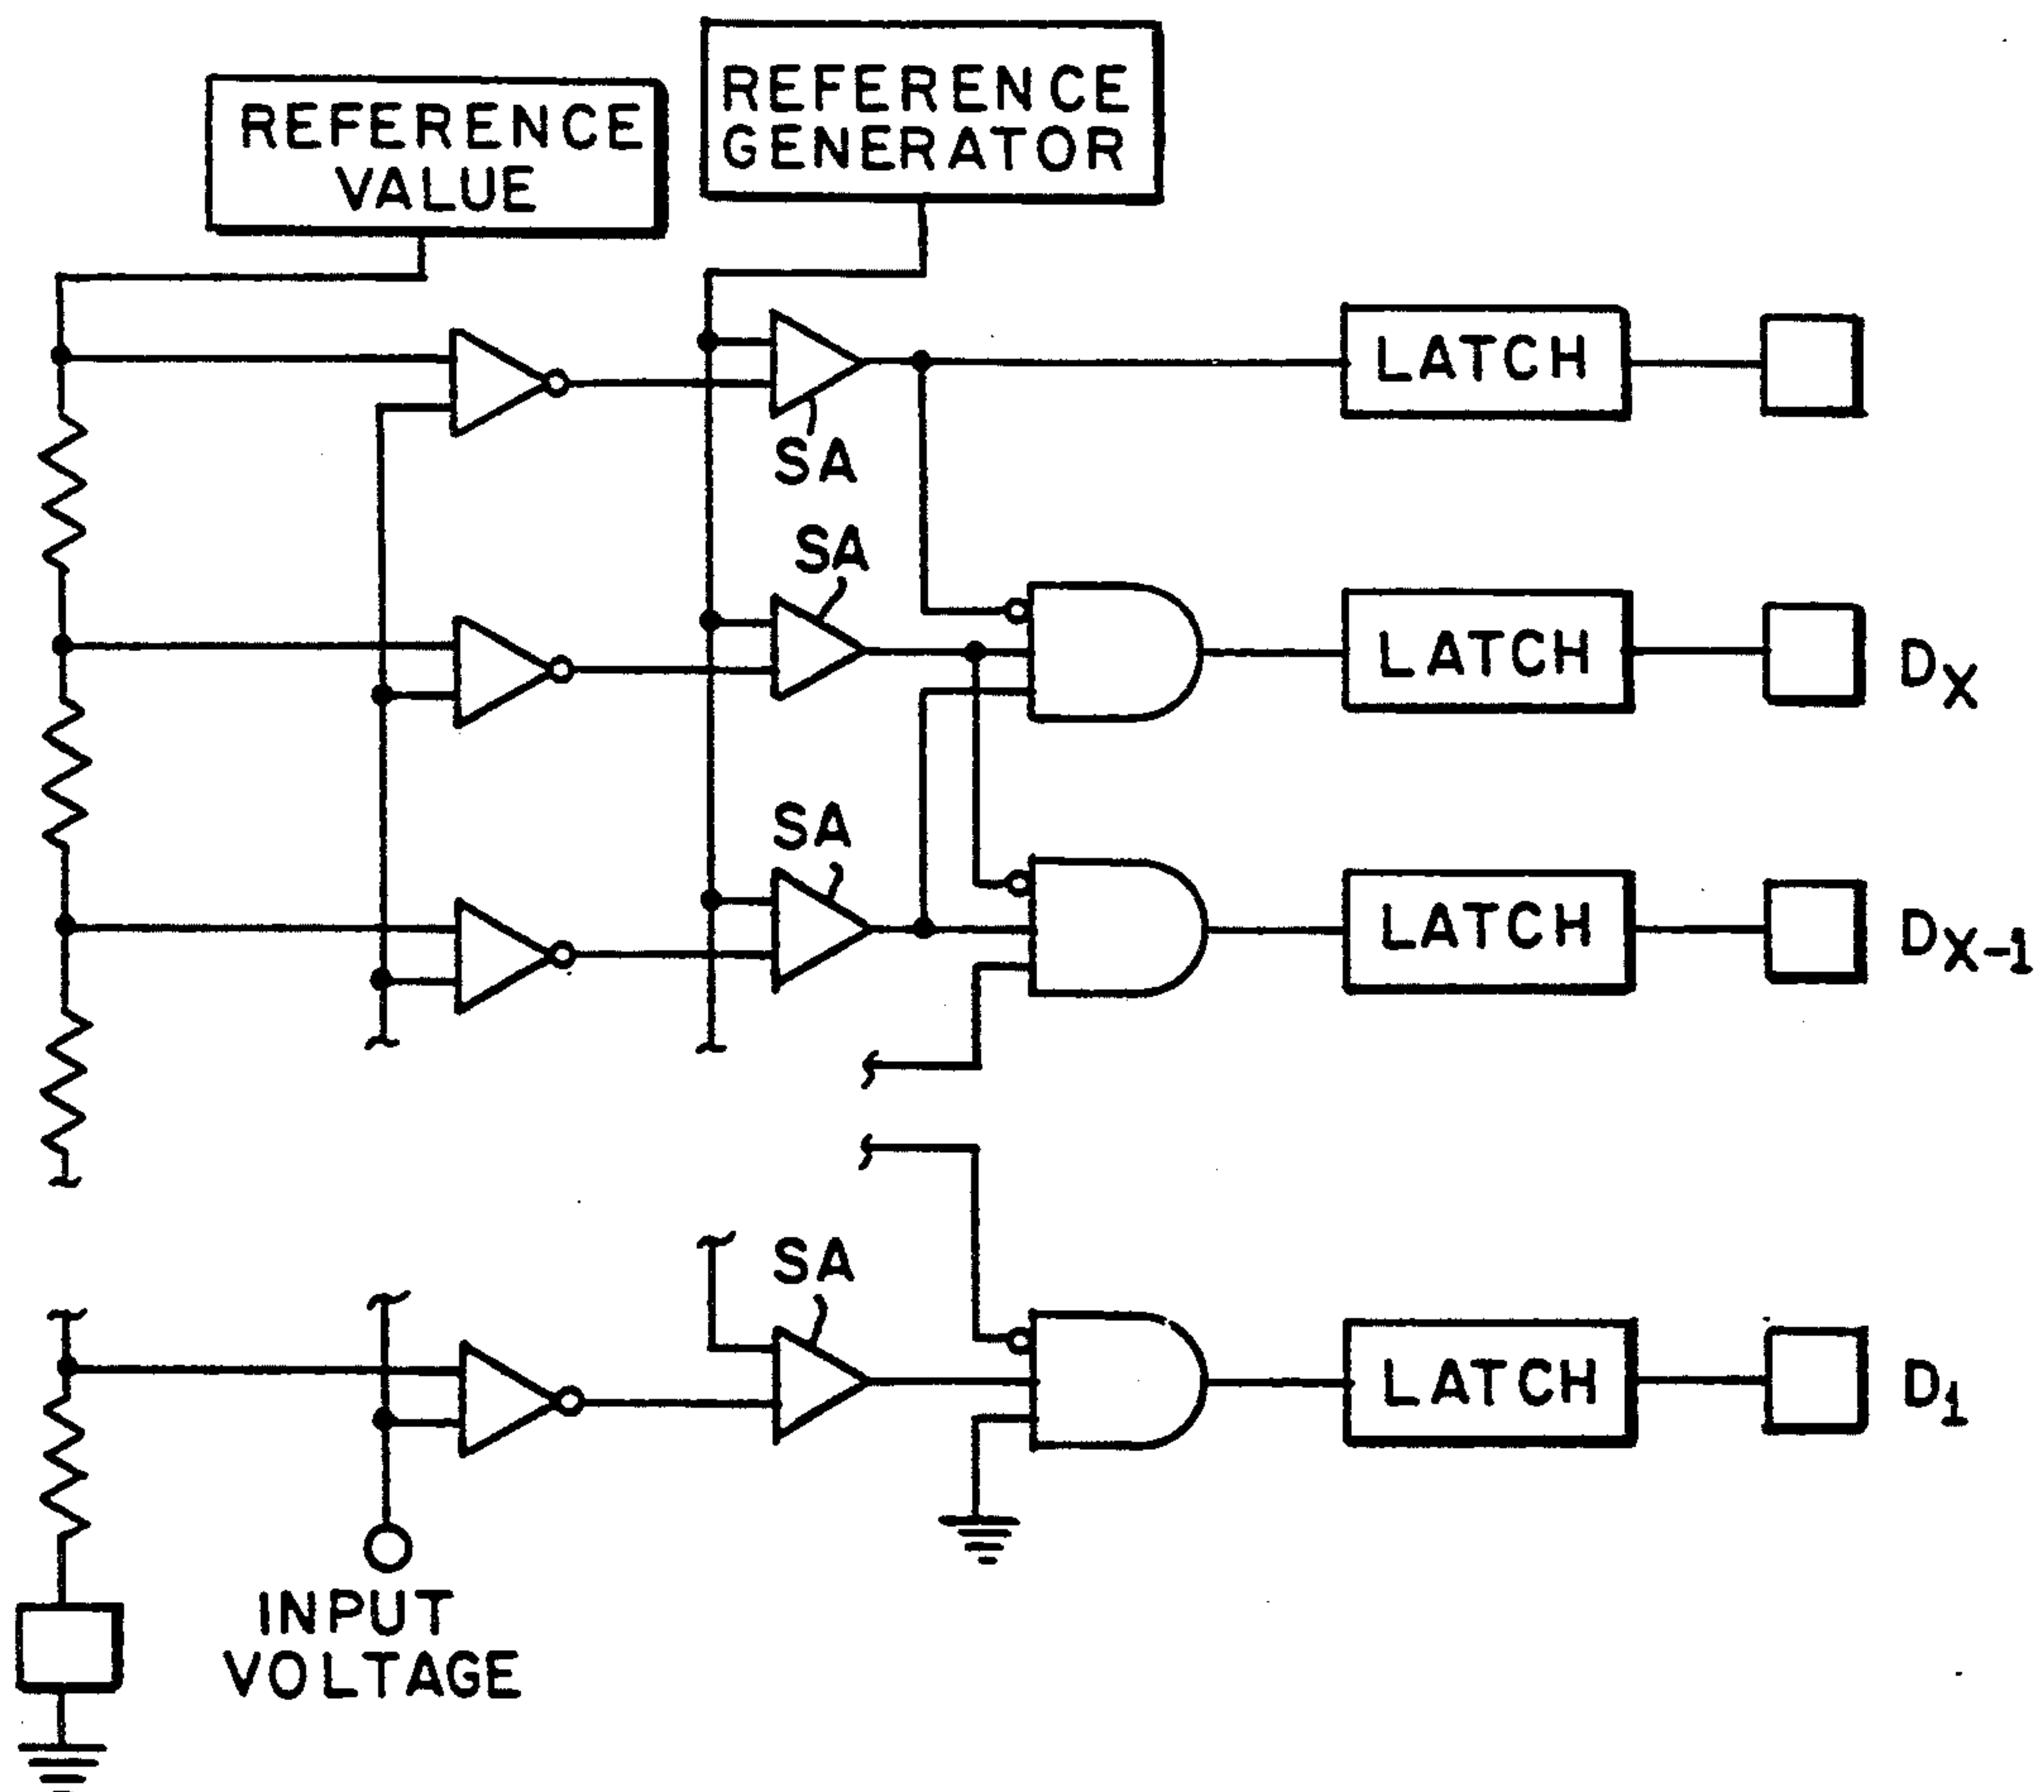 REFERENCE
VALUE
REFERENCE
GENERATOR
LATCH
SA
SA
LATCH
DX
SA
LATCH
DX-1
SA
LATCH
D1
INPUT
VOLTAGE